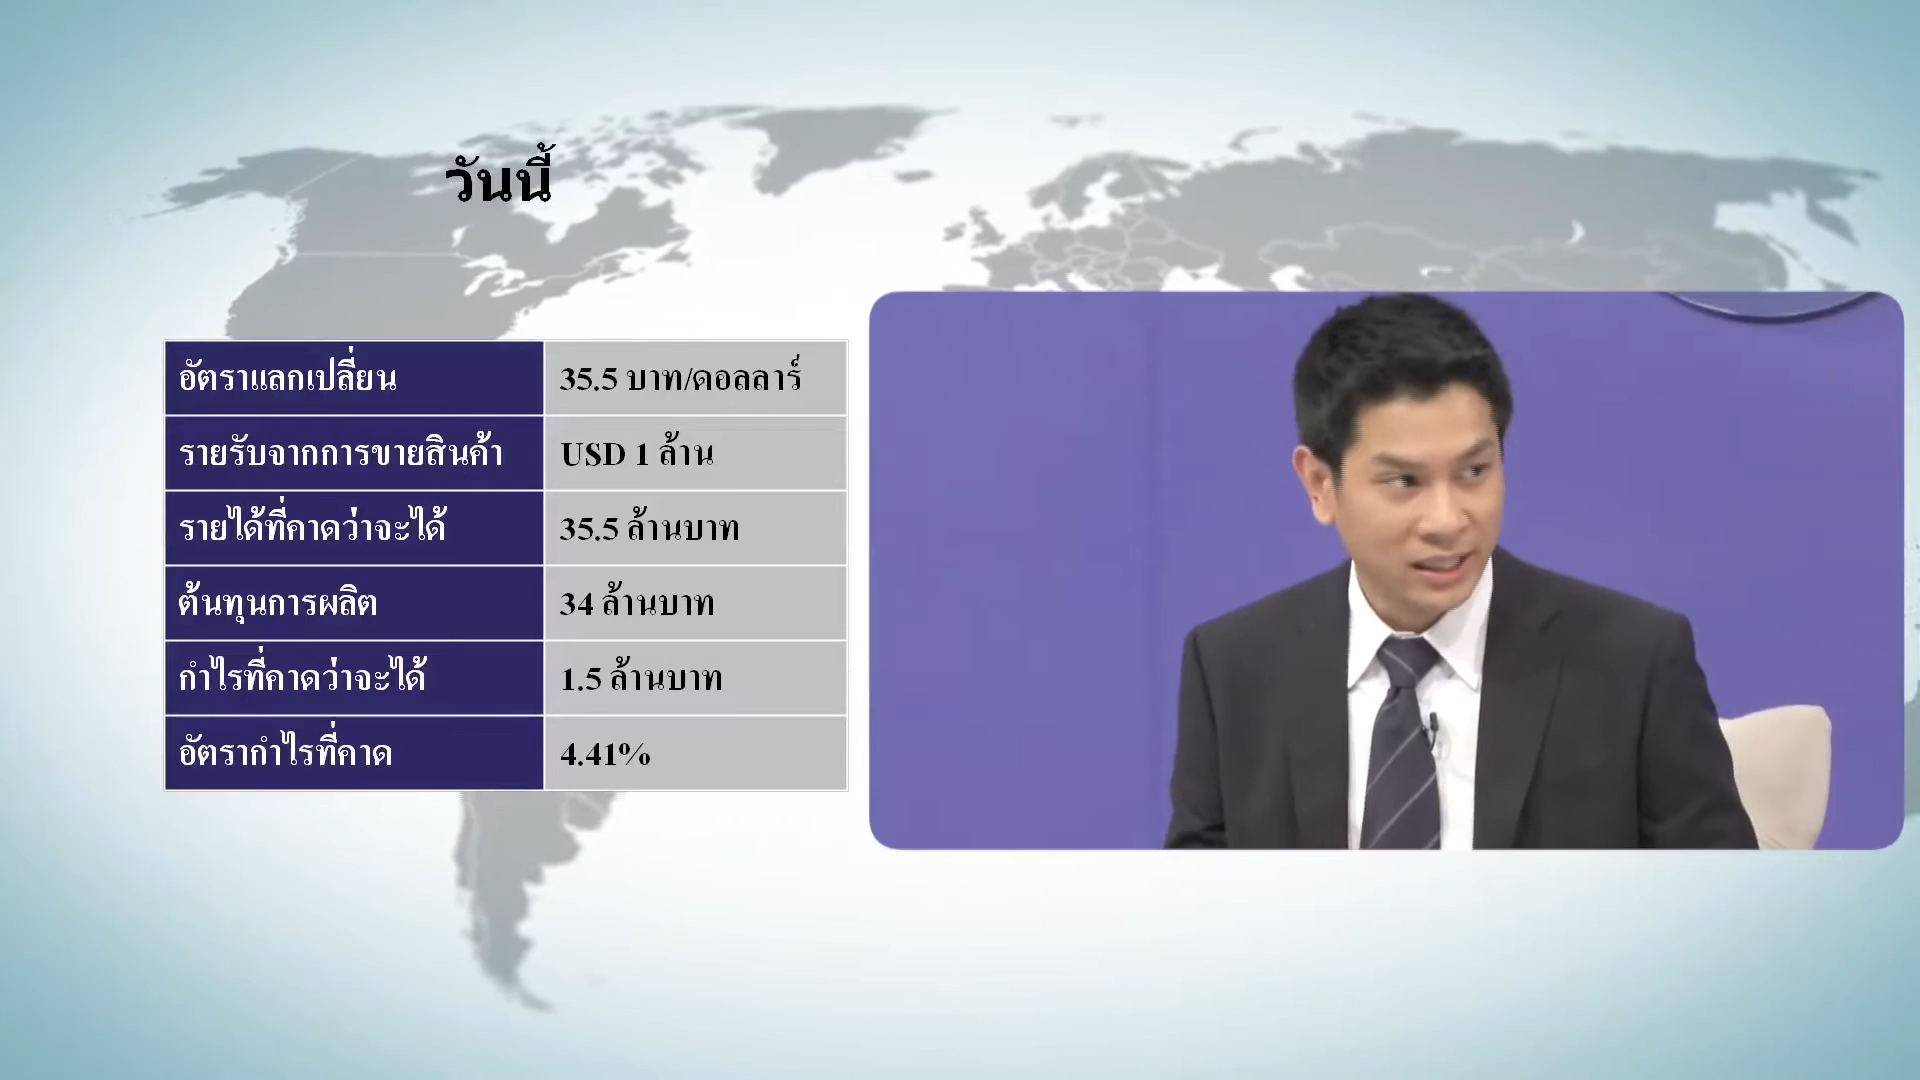 วันนี้
อัตราแลกเปลี่ยน 35.5 บาท/ดอลลาร์
รายรับจากการขายสินค้า USD 1 ล้าน
รายได้ที่คาดว่าจะได้ 35.5 ล้านบาท
ต้นทุนการผลิต 34 ล้านบาท
กำไรที่คาดว่าจะได้ 1.5 ล้านบาท
อัตรากำไรที่คาด 4.41%